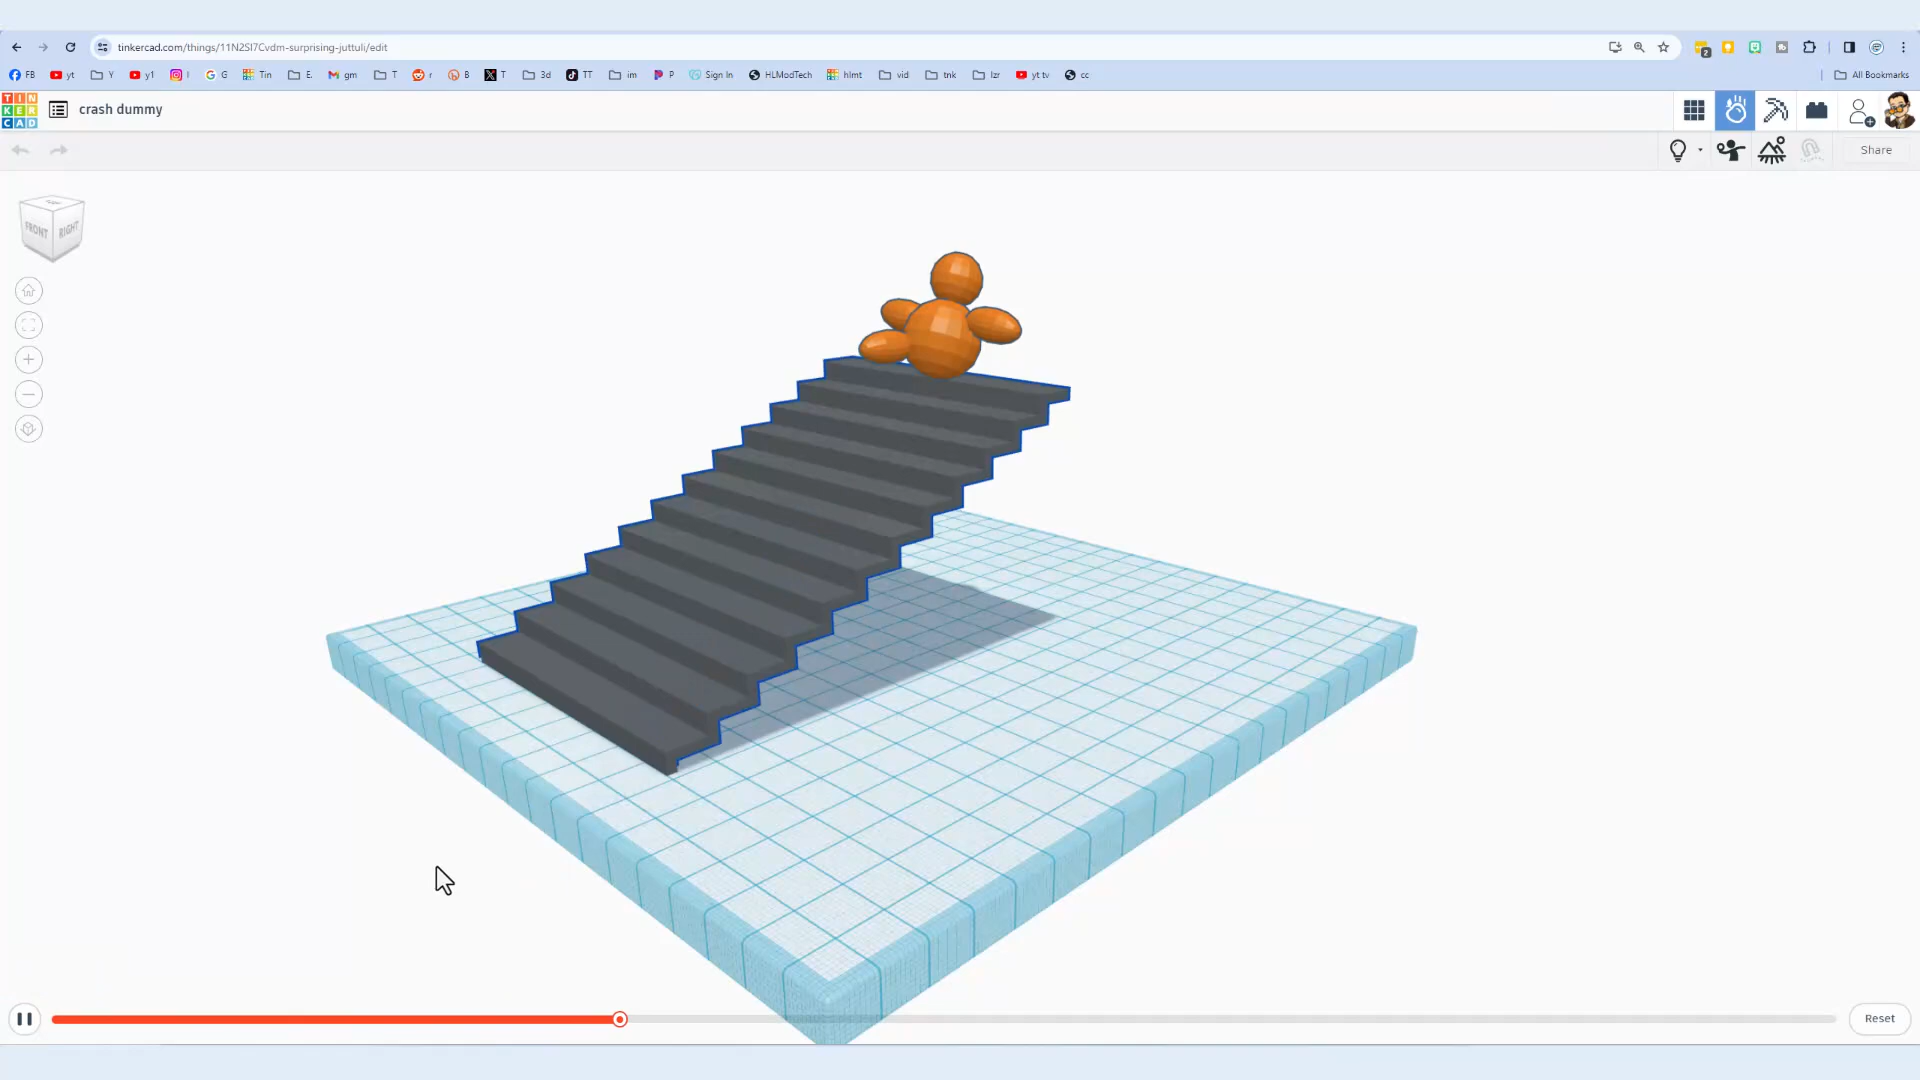 tinkercad.com/things/11N2SI7Cvdm-surprising-juttuli/edit
FB yt Y y1 I G Tin E. gm T r B T 3d TT im P Sign In HLModTech hlmt vid tnk lzr yt tv cc All Bookmarks
TIN
KER
CAD
crash dummy
Share
FRONT RIGHT
Reset